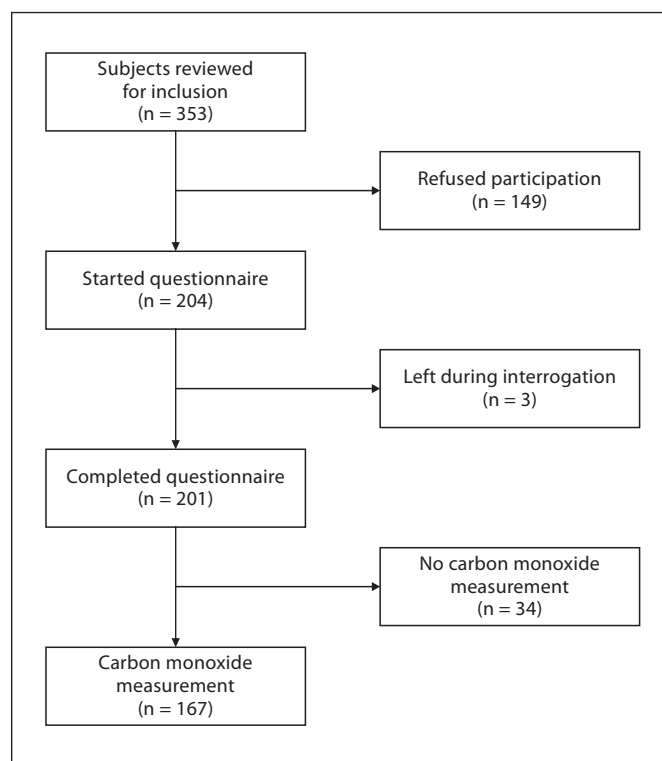 Subjects reviewed
for inclusion
(n = 353)
Refused participation
(n = 149)
Started questionnaire
(n = 204)
Left during interrogation
(n = 3)
Completed questionnaire
(n = 201)
No carbon monoxide
measurement
(n = 34)
Carbon monoxide
measurement
(n = 167)